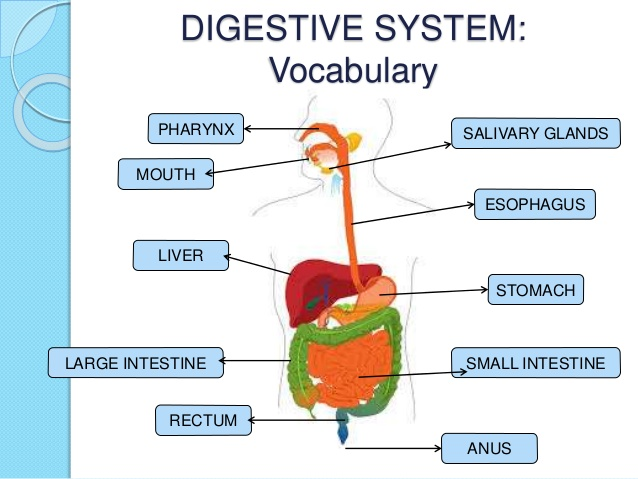 DIGESTIVE SYSTEM:
Vocabulary
PHARYNX
SALIVARY GLANDS
MOUTH
ESOPHAGUS
LIVER
STOMACH
LARGE INTESTINE
SMALL INTESTINE
RECTUM
ANUS